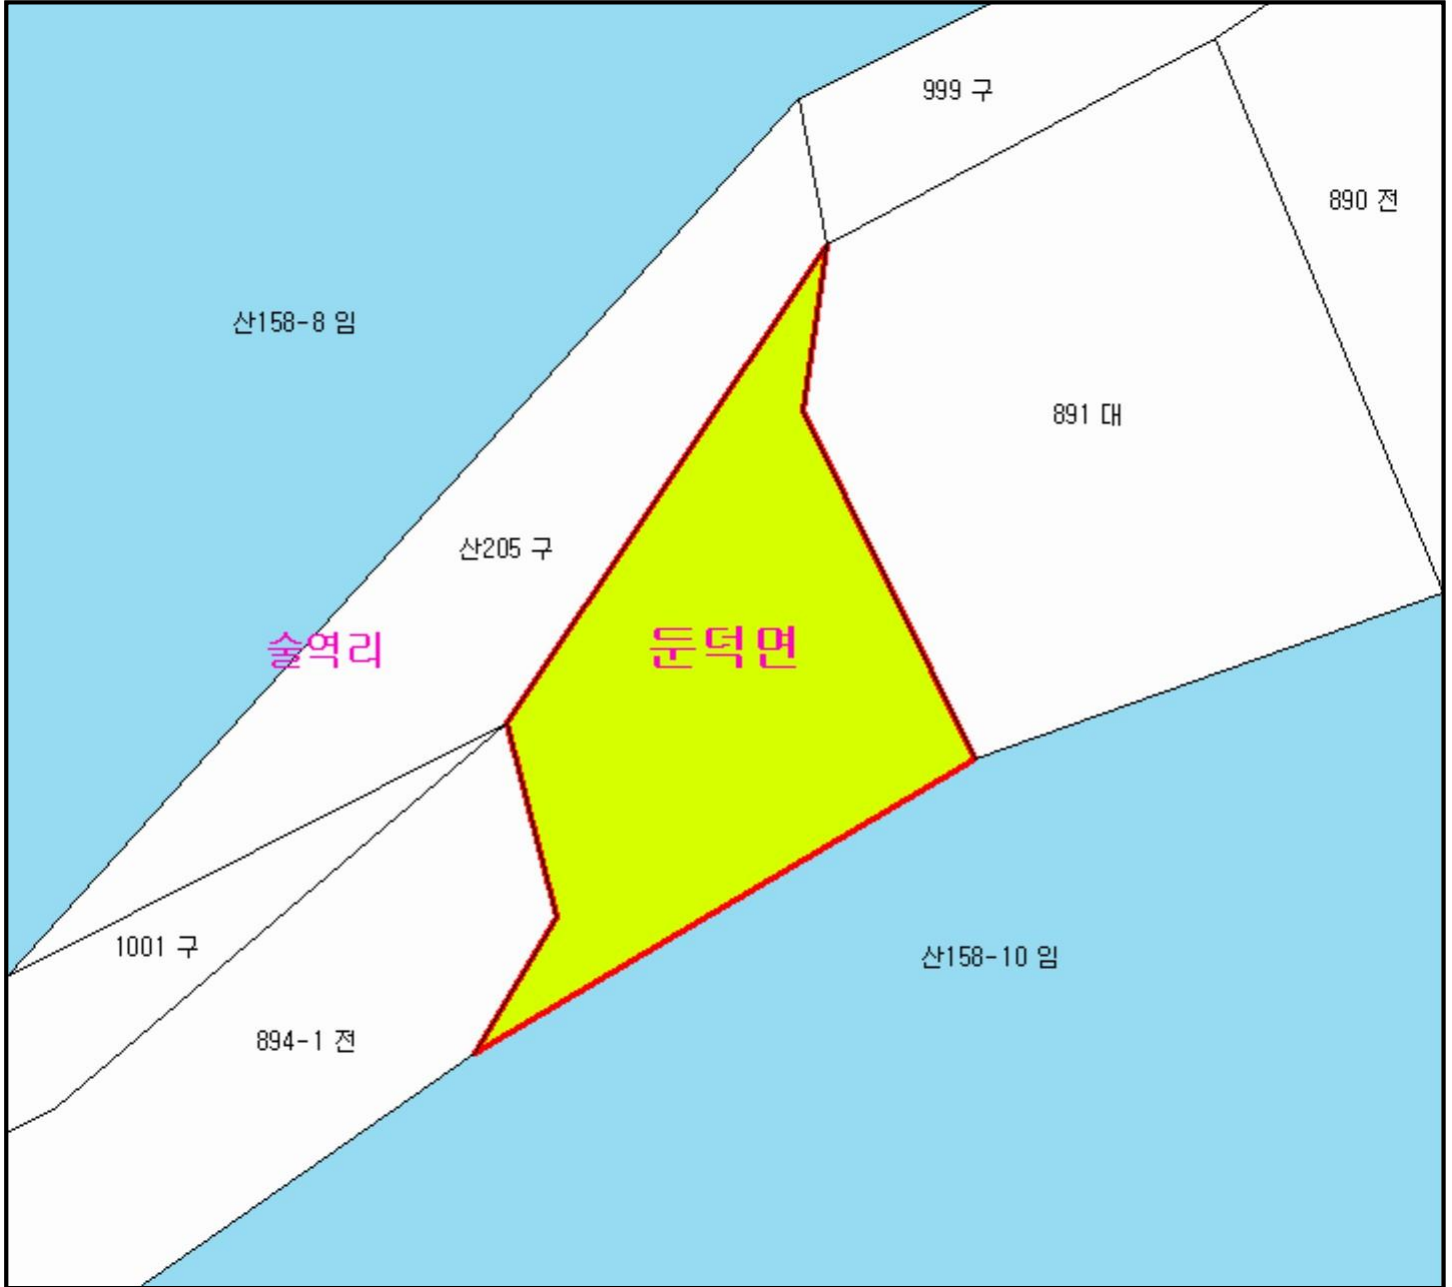 999 구
890 전
산158-8 임
891 대
산205 구
술역리
둔덕면
1001 구
산158-10 임
894-1 전